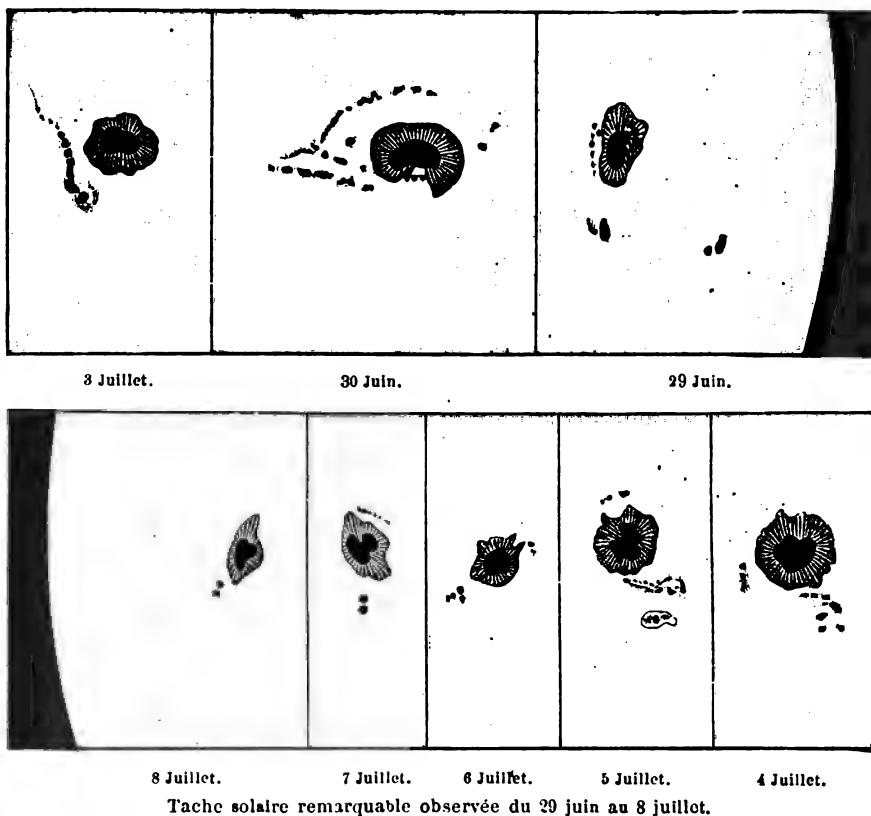 3 Juillet. 30 Juin. 29 Juin.
8 Juillet. 7 Juillet. 6 Juillet. 5 Juillet. 4 Juillet.
Tache solaire remarquable observée du 29 juin au 8 juillet.